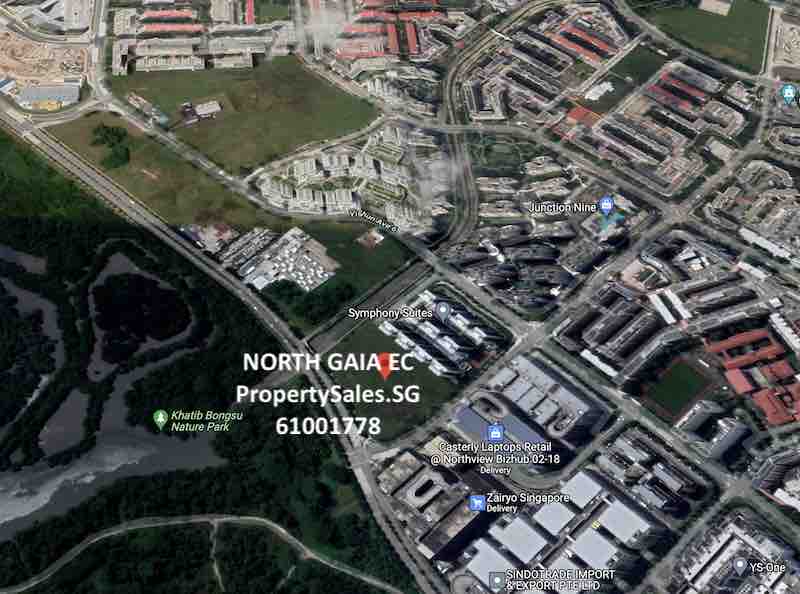 Junction Nine
Yishun Ave 6
Symphony Suites
NORTH GAIA EC
PropertySales.SG
61001778
Khatib Bongsu
Nature Park
Casterly Laptops Retail
@ Northview Bizhub 02-18
Delivery
Zairyo Singapore
Delivery
SINDOTRADE IMPORT
& EXPORT PTE LTD
YS-One